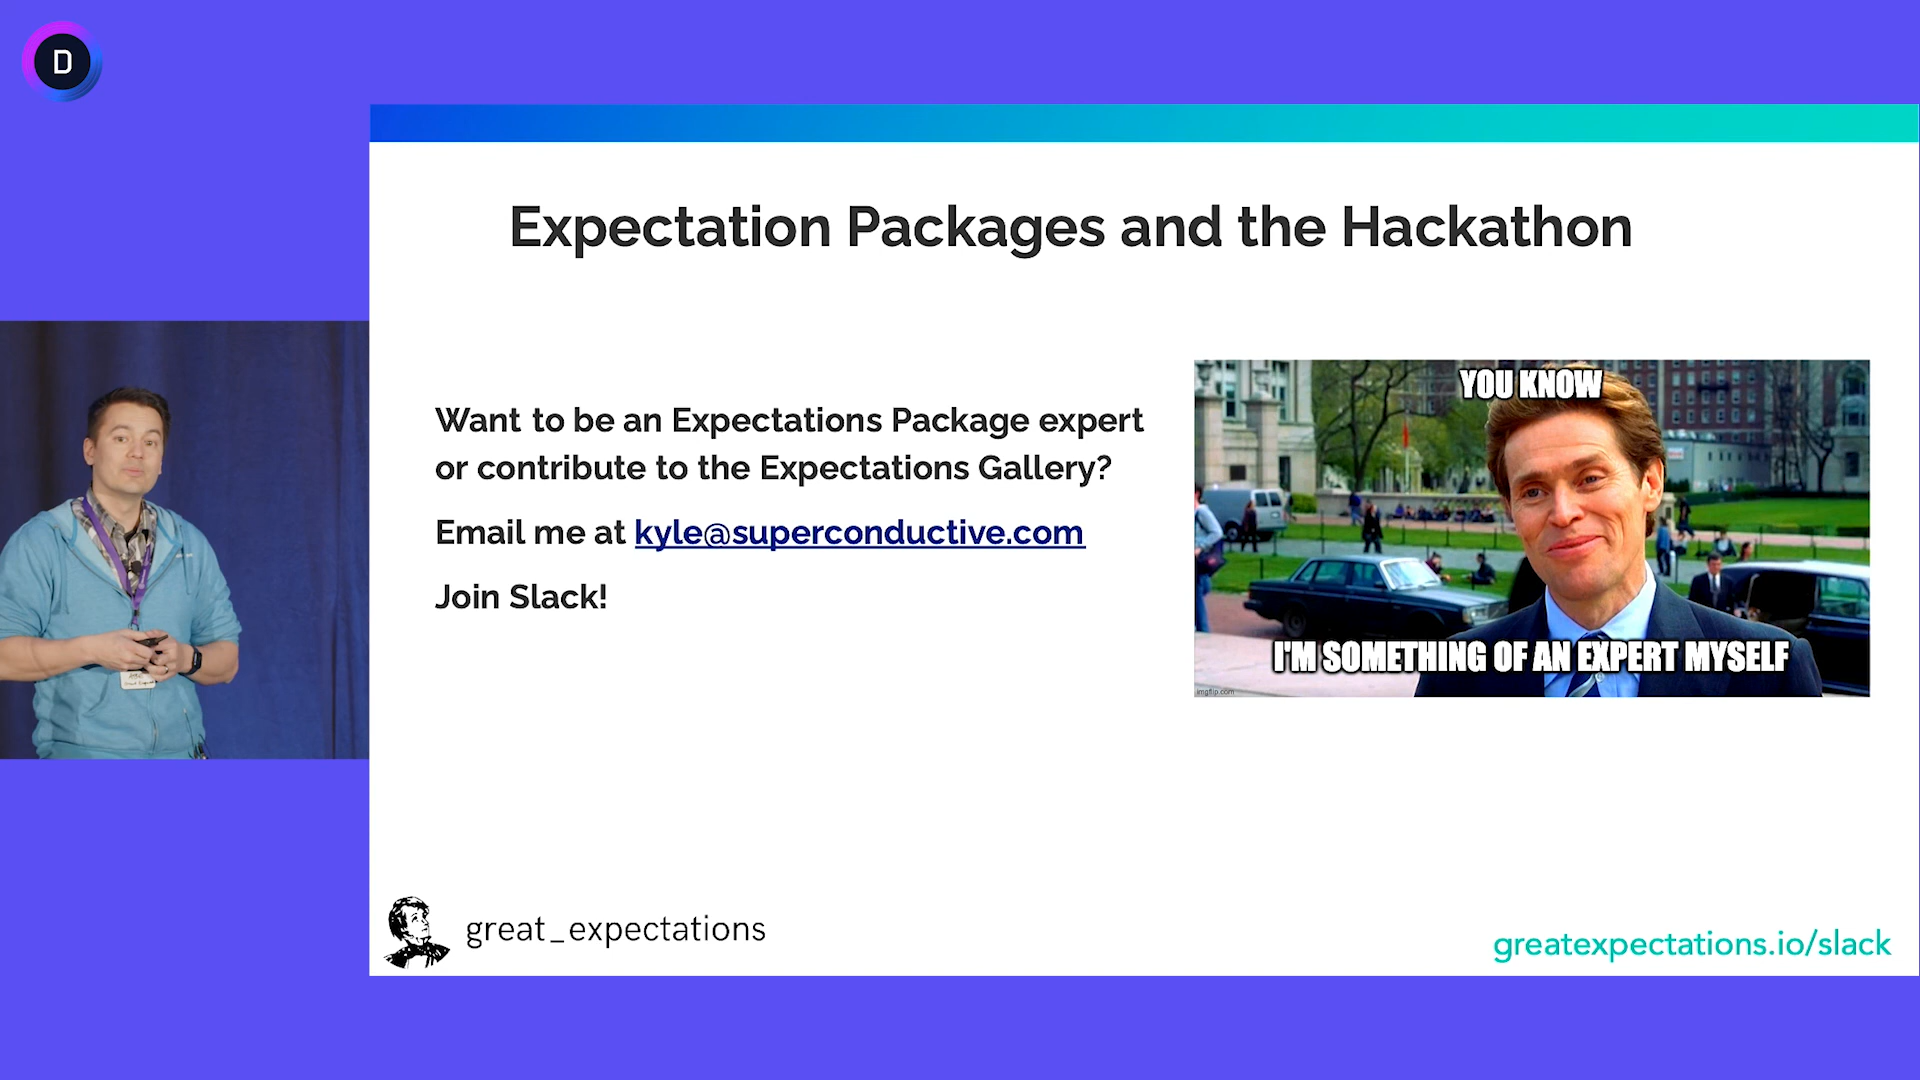 D
Expectation Packages and the Hackathon
Want to be an Expectations Package expert
or contribute to the Expectations Gallery?
Email me at kyle@superconductive.com
Join Slack!
YOU KNOW
I'M SOMETHING OF AN EXPERT MYSELF
imgflip.com
great_expectations
greatexpectations.io/slack